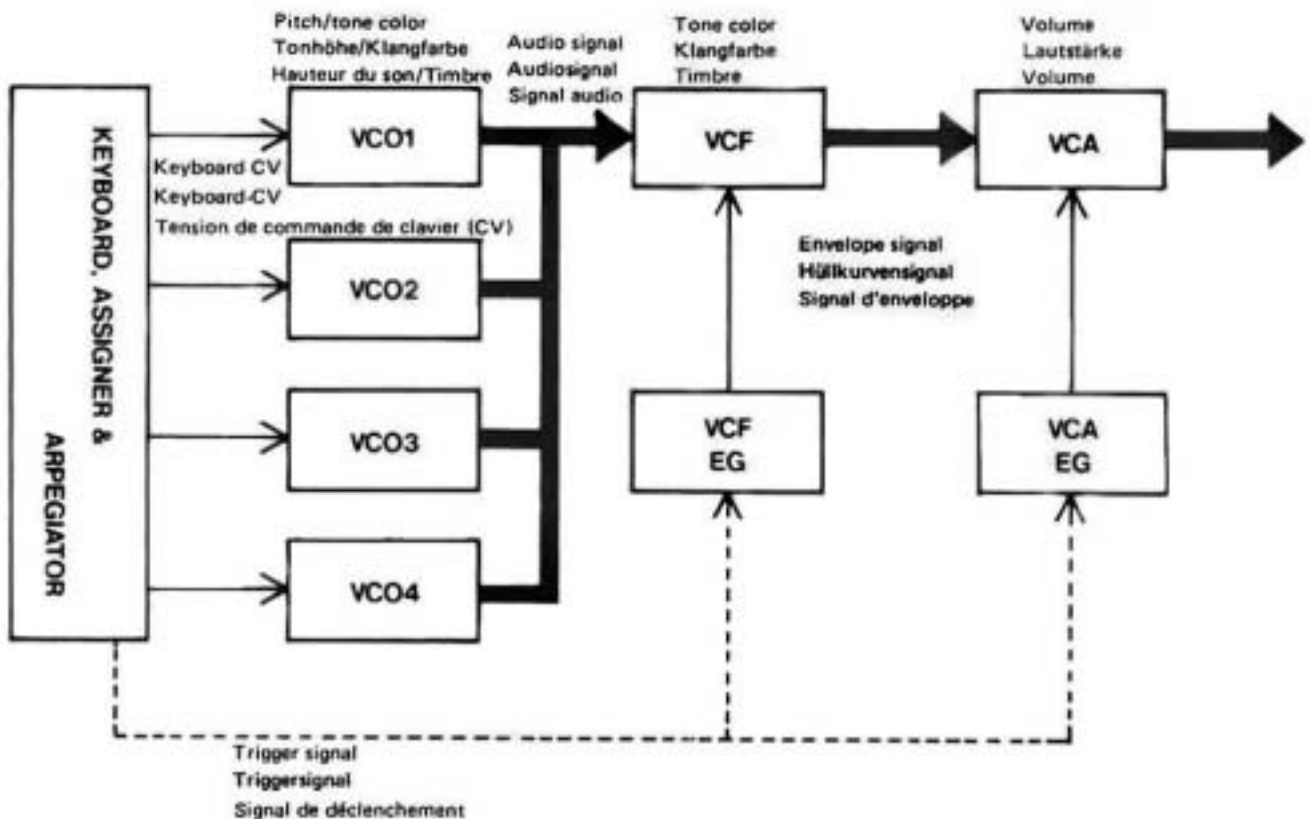 Pitch/tone color
Tonhöhe/Klangfarbe
Hauteur du son/Timbre
Audio signal
Audiosignal
Signal audio
Tone color
Klangfarbe
Timbre
Volume
Lautstärke
Volume
KEYBOARD, ASSIGNER &
ARPEGIATOR
VCO1
VCF
VCA
Keyboard CV
Keyboard-CV
Tension de commande de clavier (CV)
VCO2
Envelope signal
Hüllkurvensignal
Signal d'enveloppe
VCO3
VCF
EG
VCA
EG
VCO4
Trigger signal
Triggersignal
Signal de déclenchement